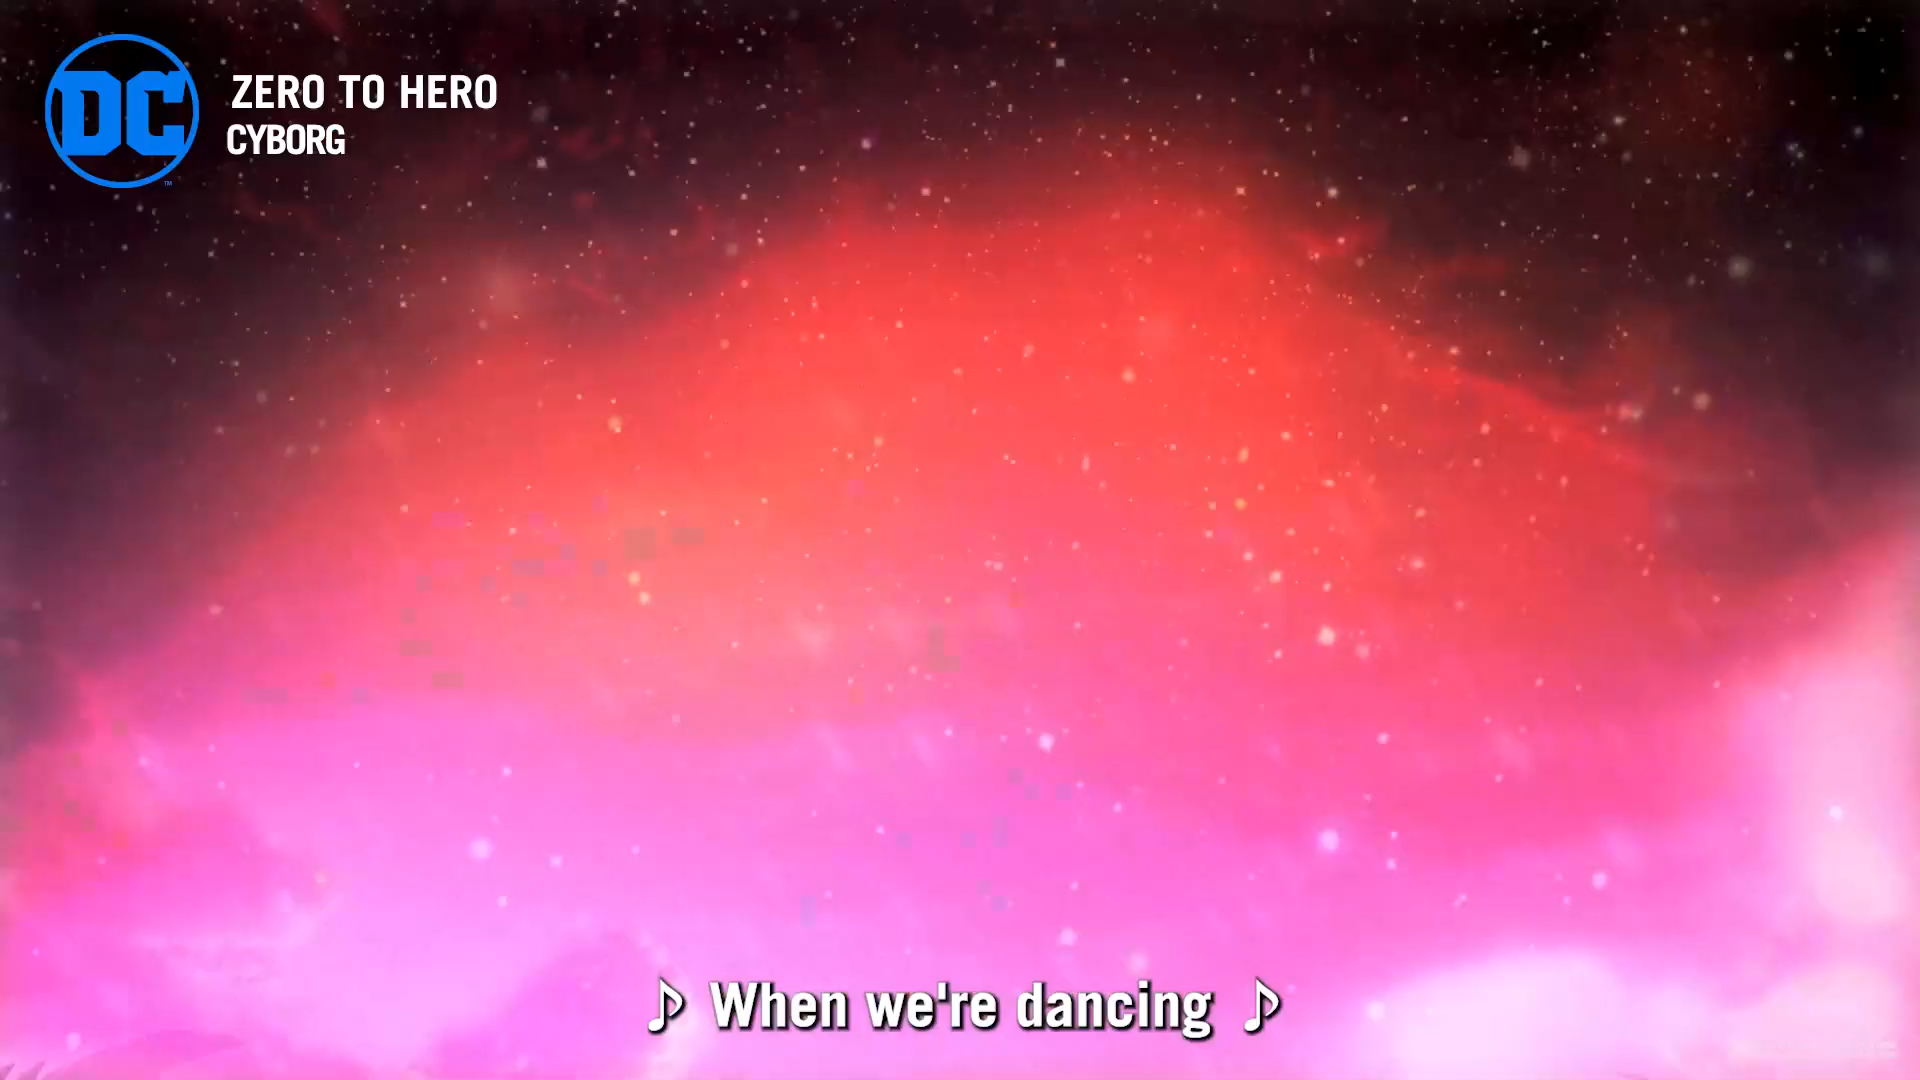 DC
ZERO TO HERO
CYBORG
♪ When we're dancing ♪